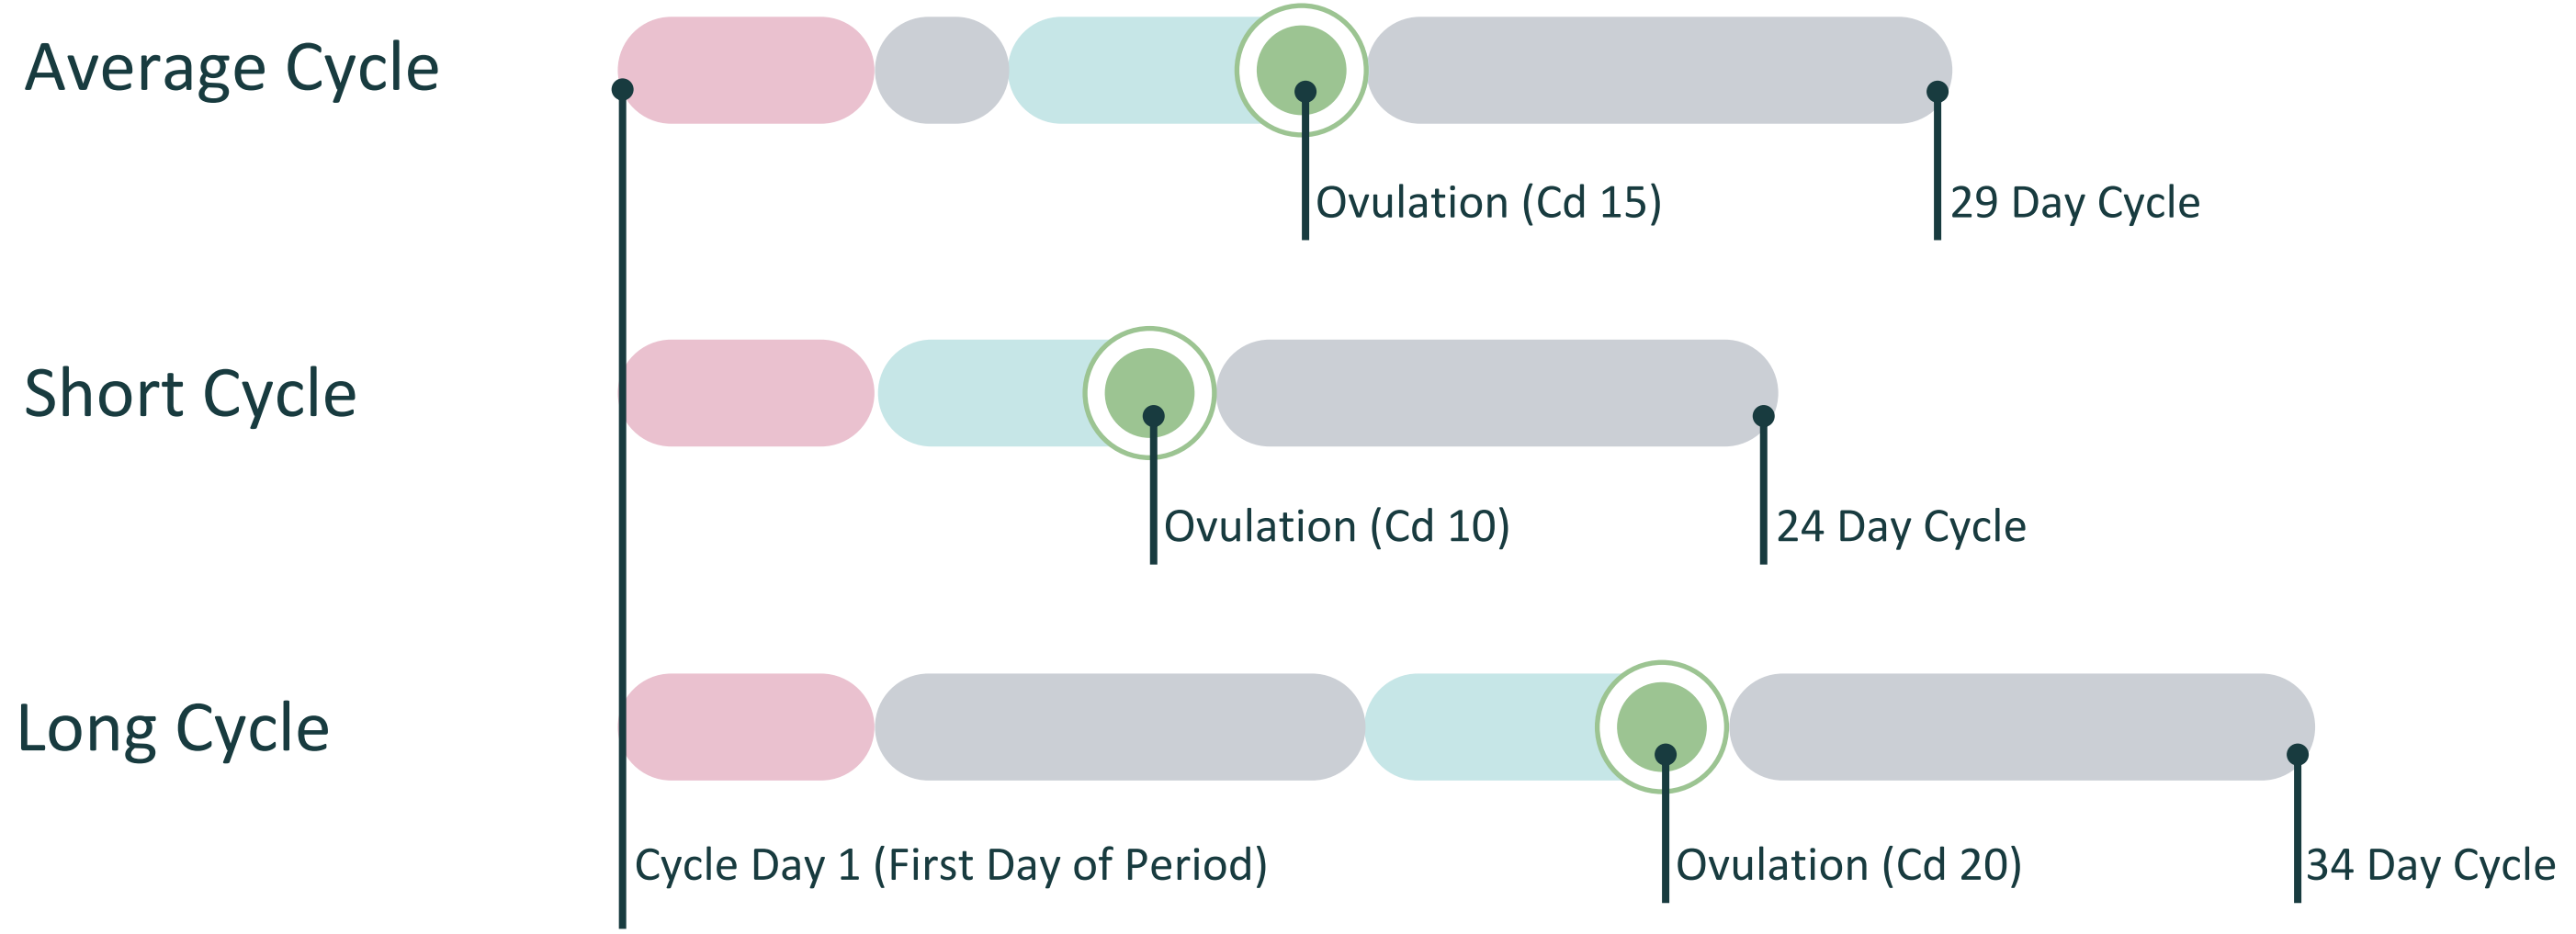 Average Cycle
Ovulation (Cd 15)
29 Day Cycle
Short Cycle
Ovulation (Cd 10)
24 Day Cycle
Long Cycle
Cycle Day 1 (First Day of Period)
Ovulation (Cd 20)
34 Day Cycle